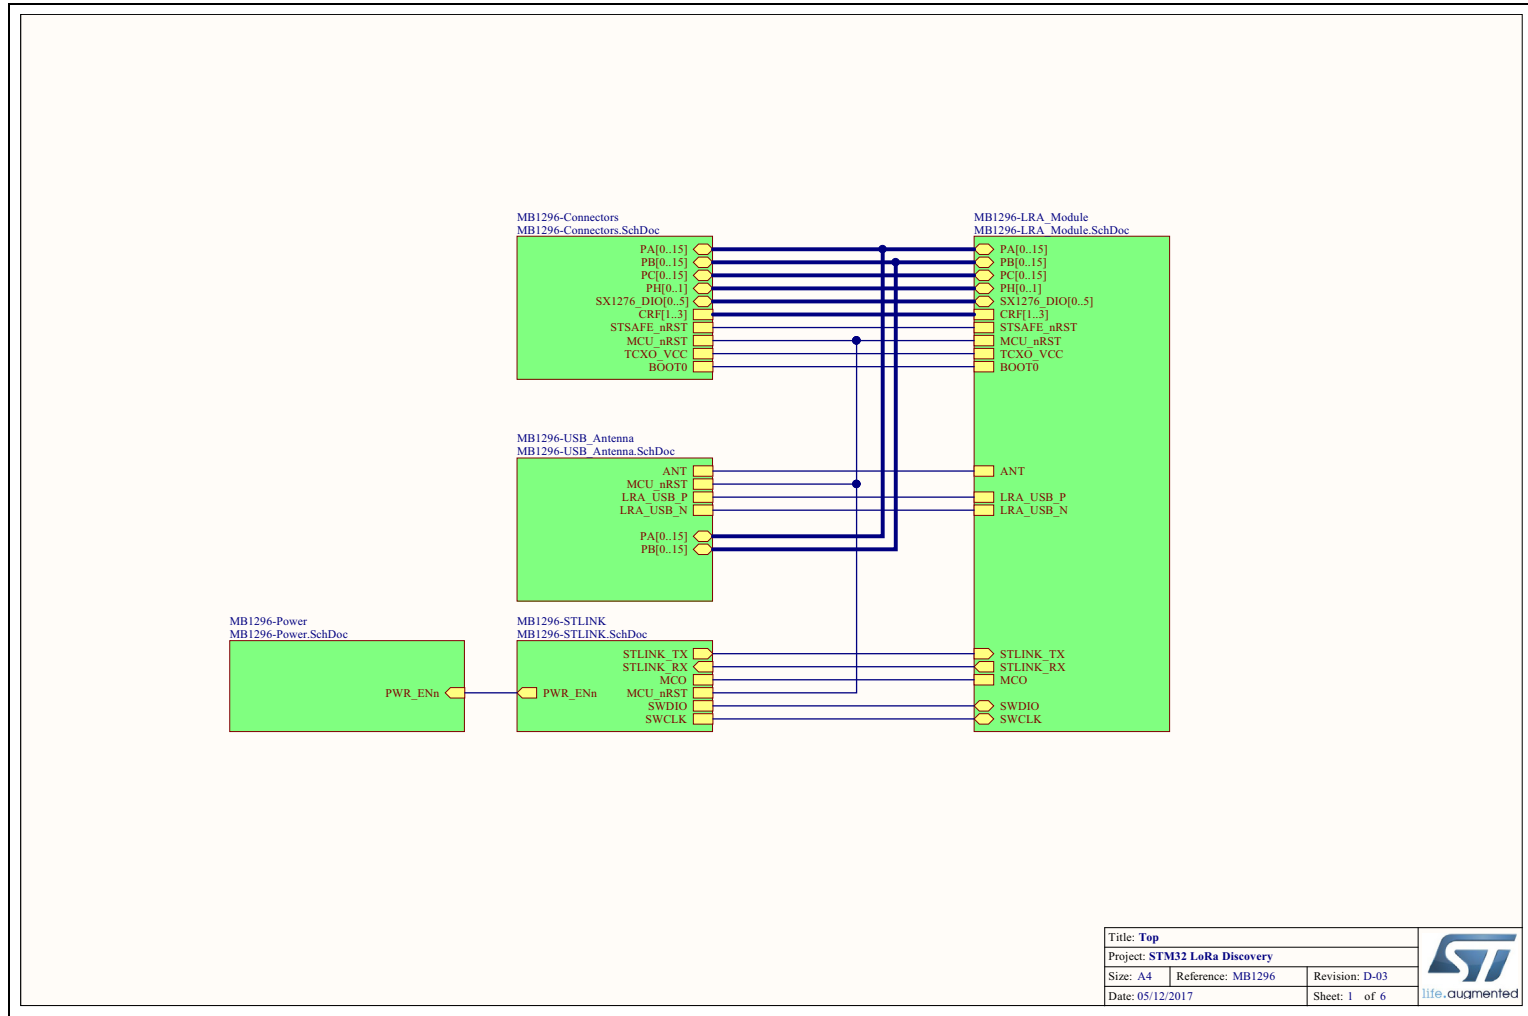 MB1296-Connectors
MB1296-Connectors.SchDoc
PA[0..15]
PB[0..15]
PC[0..15]
PH[0..1]
SX1276_DIO[0..5]
CRF[1..3]
STSAFE_nRST
MCU_nRST
TCXO_VCC
BOOT0
MB1296-LRA_Module
MB1296-LRA_Module.SchDoc
PA[0..15]
PB[0..15]
PC[0..15]
PH[0..1]
SX1276_DIO[0..5]
CRF[1..3]
STSAFE_nRST
MCU_nRST
TCXO_VCC
BOOT0
ANT
LRA_USB_P
LRA_USB_N
STLINK_TX
STLINK_RX
MCO
SWDIO
SWCLK
MB1296-USB_Antenna
MB1296-USB_Antenna.SchDoc
ANT
MCU_nRST
LRA_USB_P
LRA_USB_N
PA[0..15]
PB[0..15]
MB1296-Power
MB1296-Power.SchDoc
PWR_ENn
MB1296-STLINK
MB1296-STLINK.SchDoc
PWR_ENn
STLINK_TX
STLINK_RX
MCO
MCU_nRST
SWDIO
SWCLK
Title: Top
Project: STM32 LoRa Discovery
Size: A4 Reference: MB1296 Revision: D-03
Date: 05/12/2017 Sheet: 1 of 6
ST
life.augmented